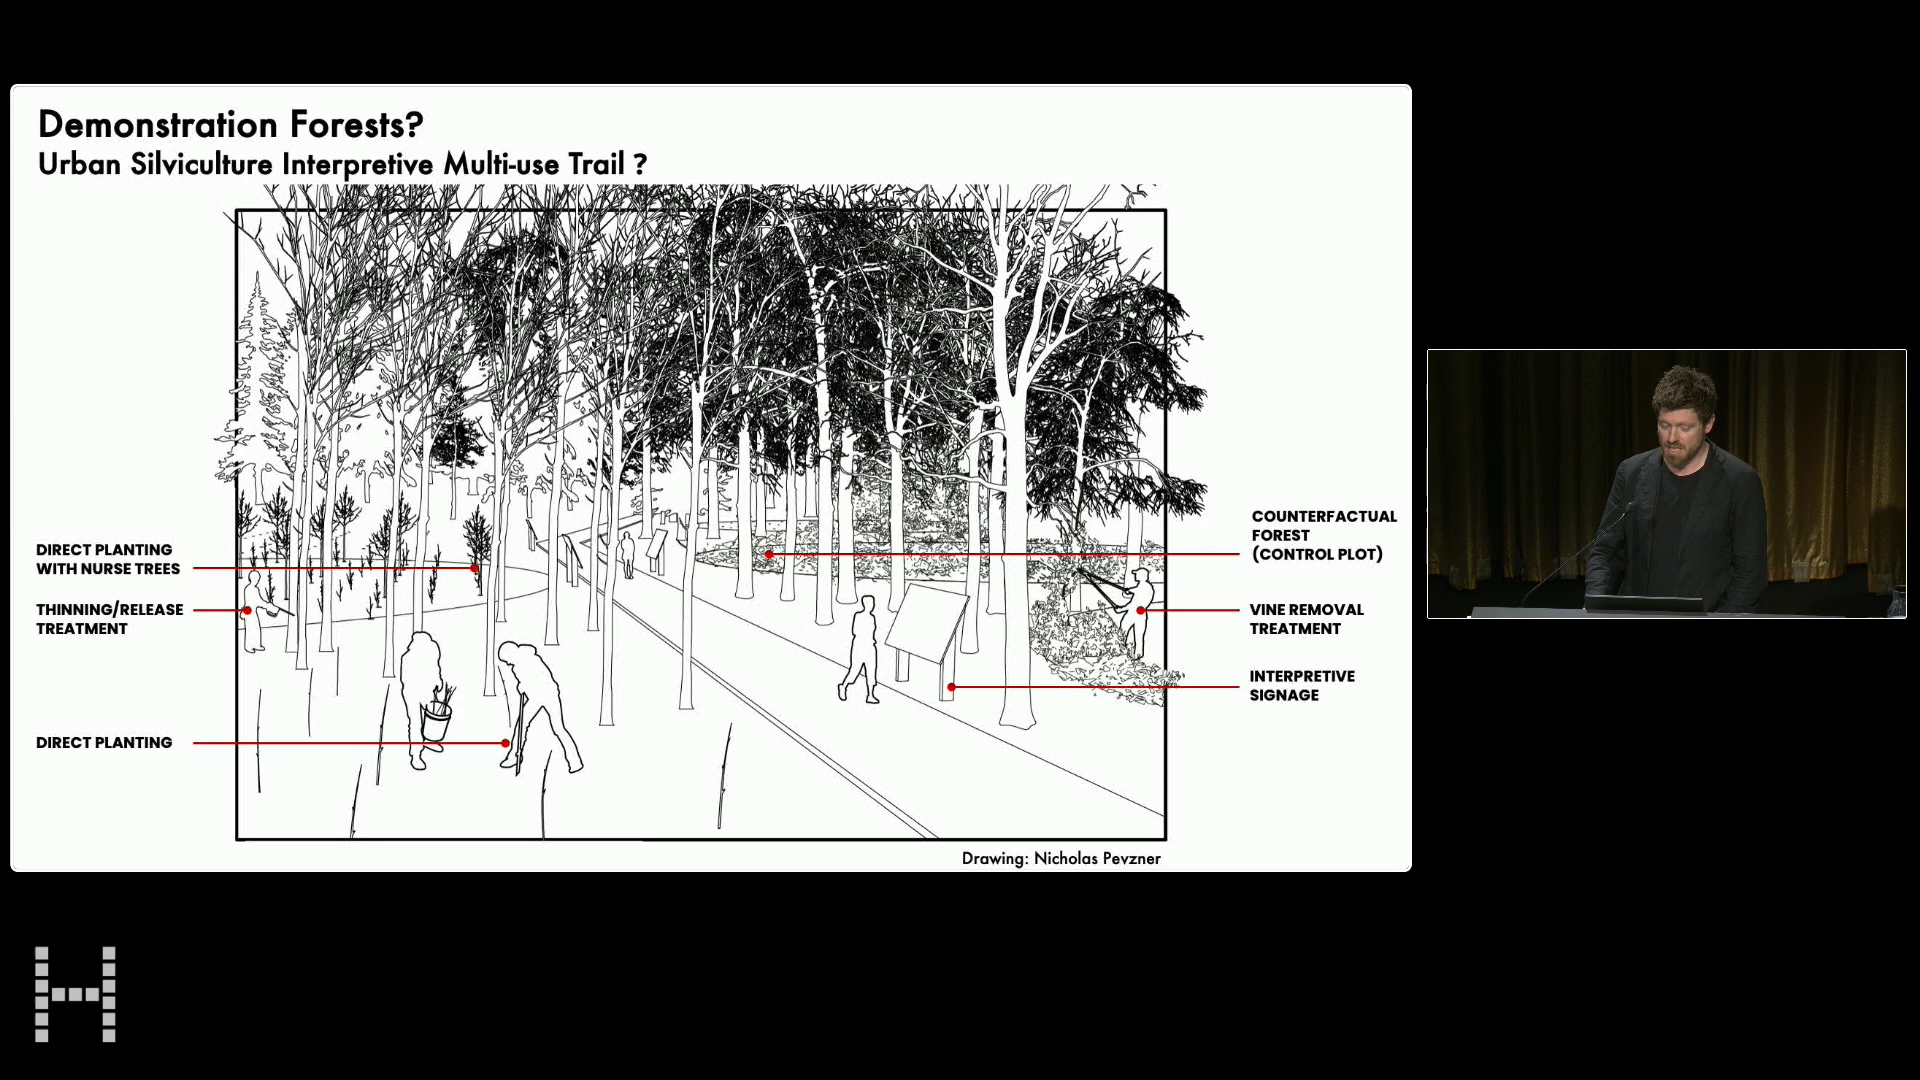 Demonstration Forests?
Urban Silviculture Interpretive Multi-use Trail ?
DIRECT PLANTING
WITH NURSE TREES
THINNING/RELEASE
TREATMENT
DIRECT PLANTING
COUNTERFACTUAL
FOREST
(CONTROL PLOT)
VINE REMOVAL
TREATMENT
INTERPRETIVE
SIGNAGE
Drawing: Nicholas Pevzner
H